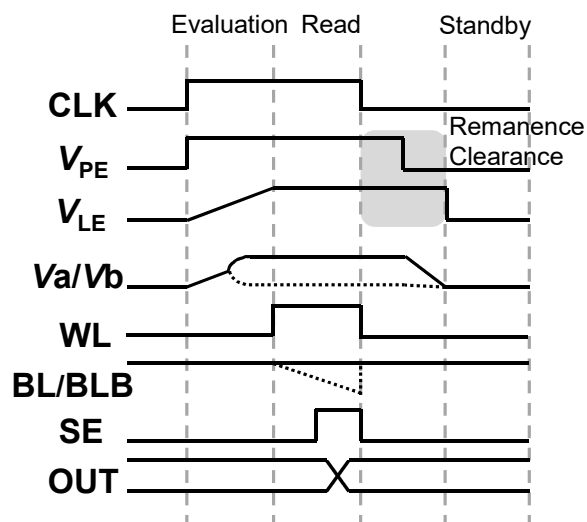 Evaluation Read Standby
CLK
Remanence
Clearance
VPE
VLE
Va/Vb
WL
BL/BLB
SE
OUT